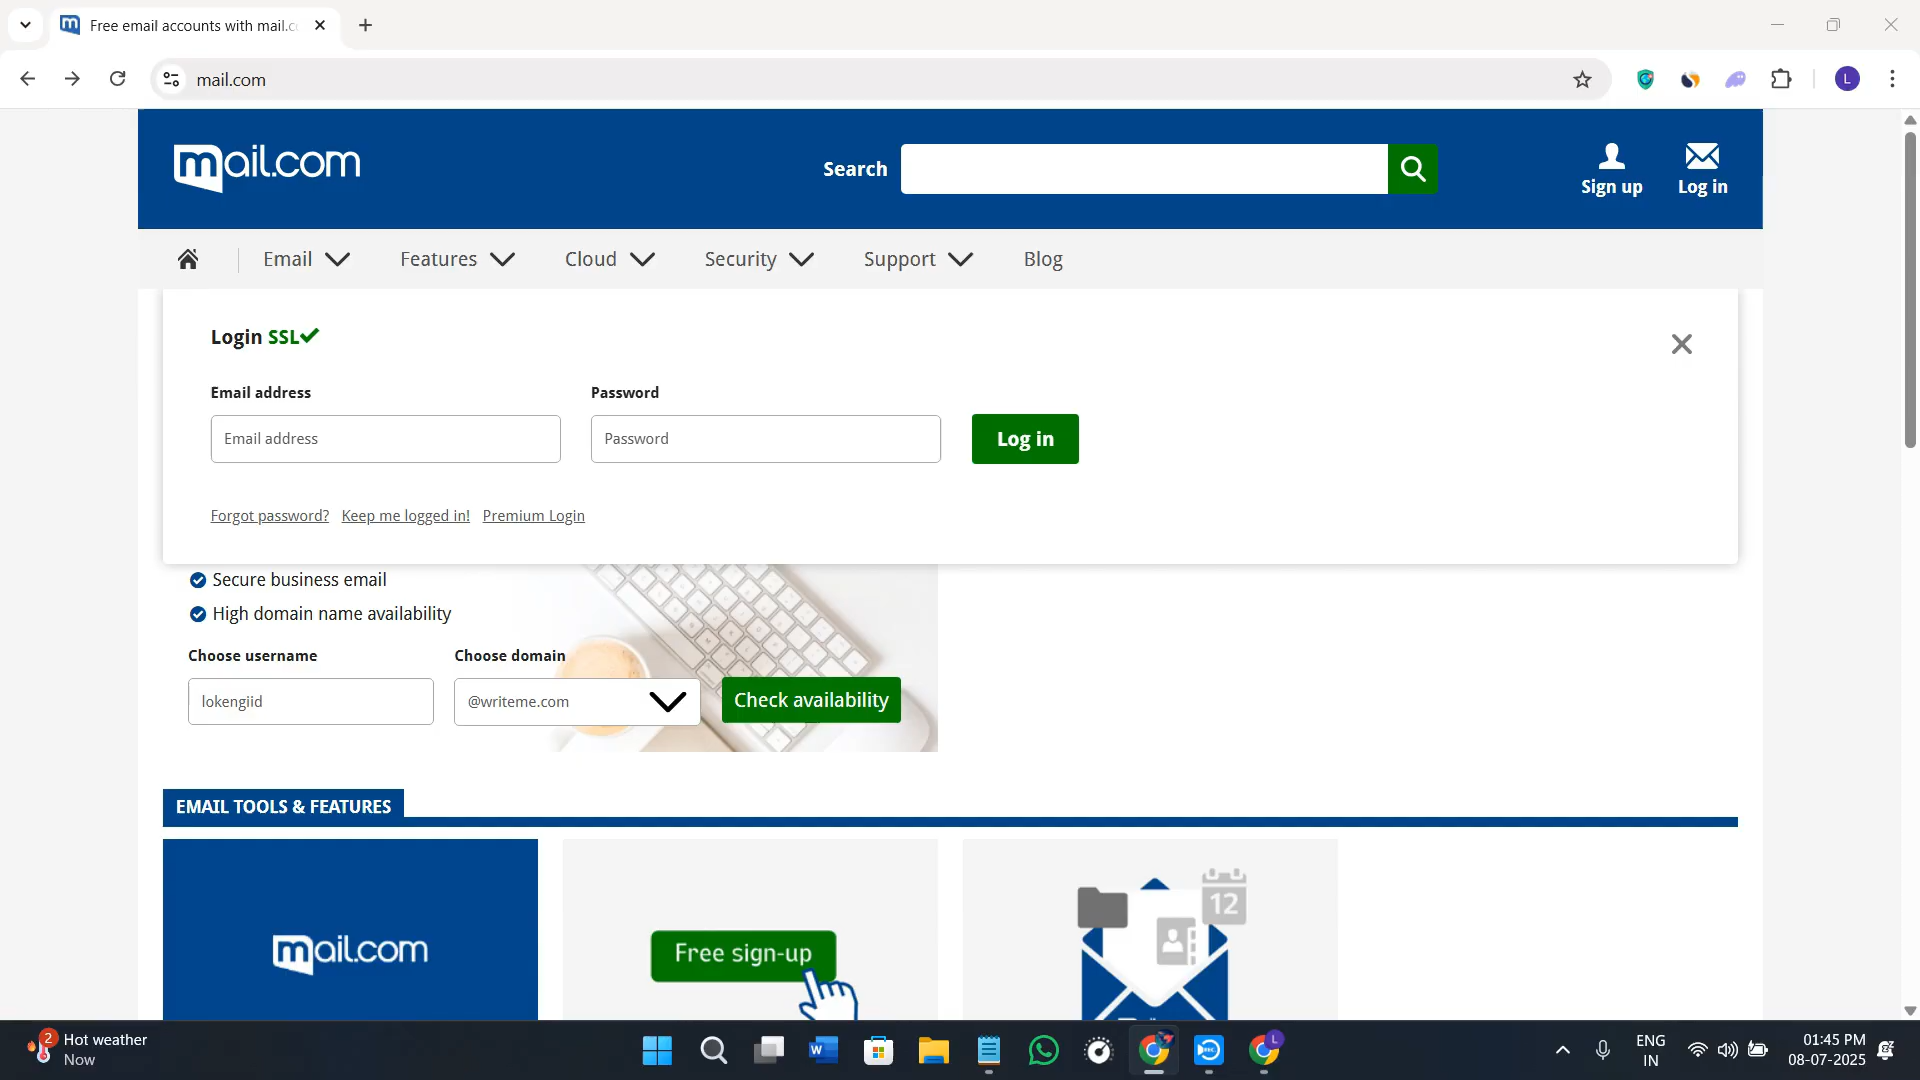 Free email accounts with mail.c
mail.com
L
mail.com
Search
Sign up
Log in
Email
Features
Cloud
Security
Support
Blog
Login SSL
Email address
Password
Email address
Password
Log in
Forgot password?
Keep me logged in!
Premium Login
Secure business email
High domain name availability
Choose username
Choose domain
lokengiid
@writeme.com
Check availability
EMAIL TOOLS & FEATURES
mail.com
Free sign-up
12
2
Hot weather
Now
W
L
ENG
IN
01:45 PM
08-07-2025